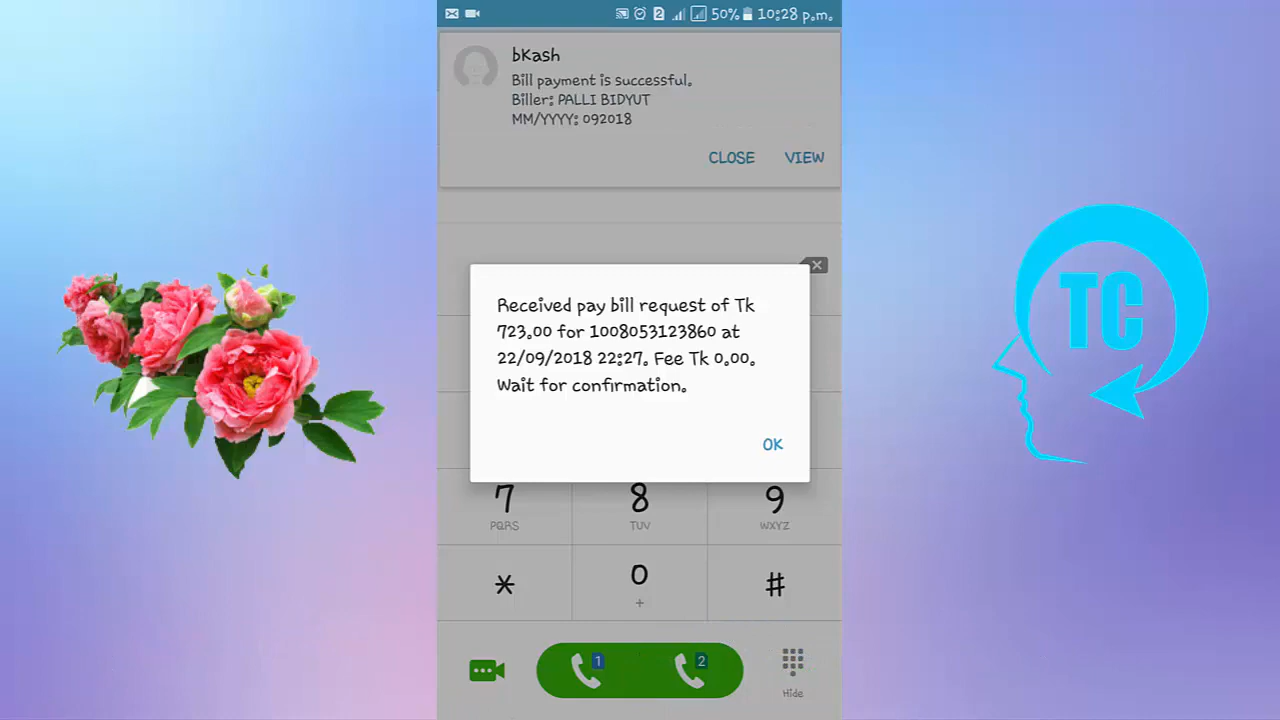 50% 10:28 p.m.
bKash
Bill payment is successful.
Biller: PALLI BIDYUT
MM/YYYY: 092018
CLOSE VIEW
Received pay bill request of Tk
723.00 for 1008053123860 at
22/09/2018 22:27. Fee Tk 0.00.
Wait for confirmation.
OK
TC
7 8 9
PQRS TUV WXYZ
* 0 #
+
1 2
Hide